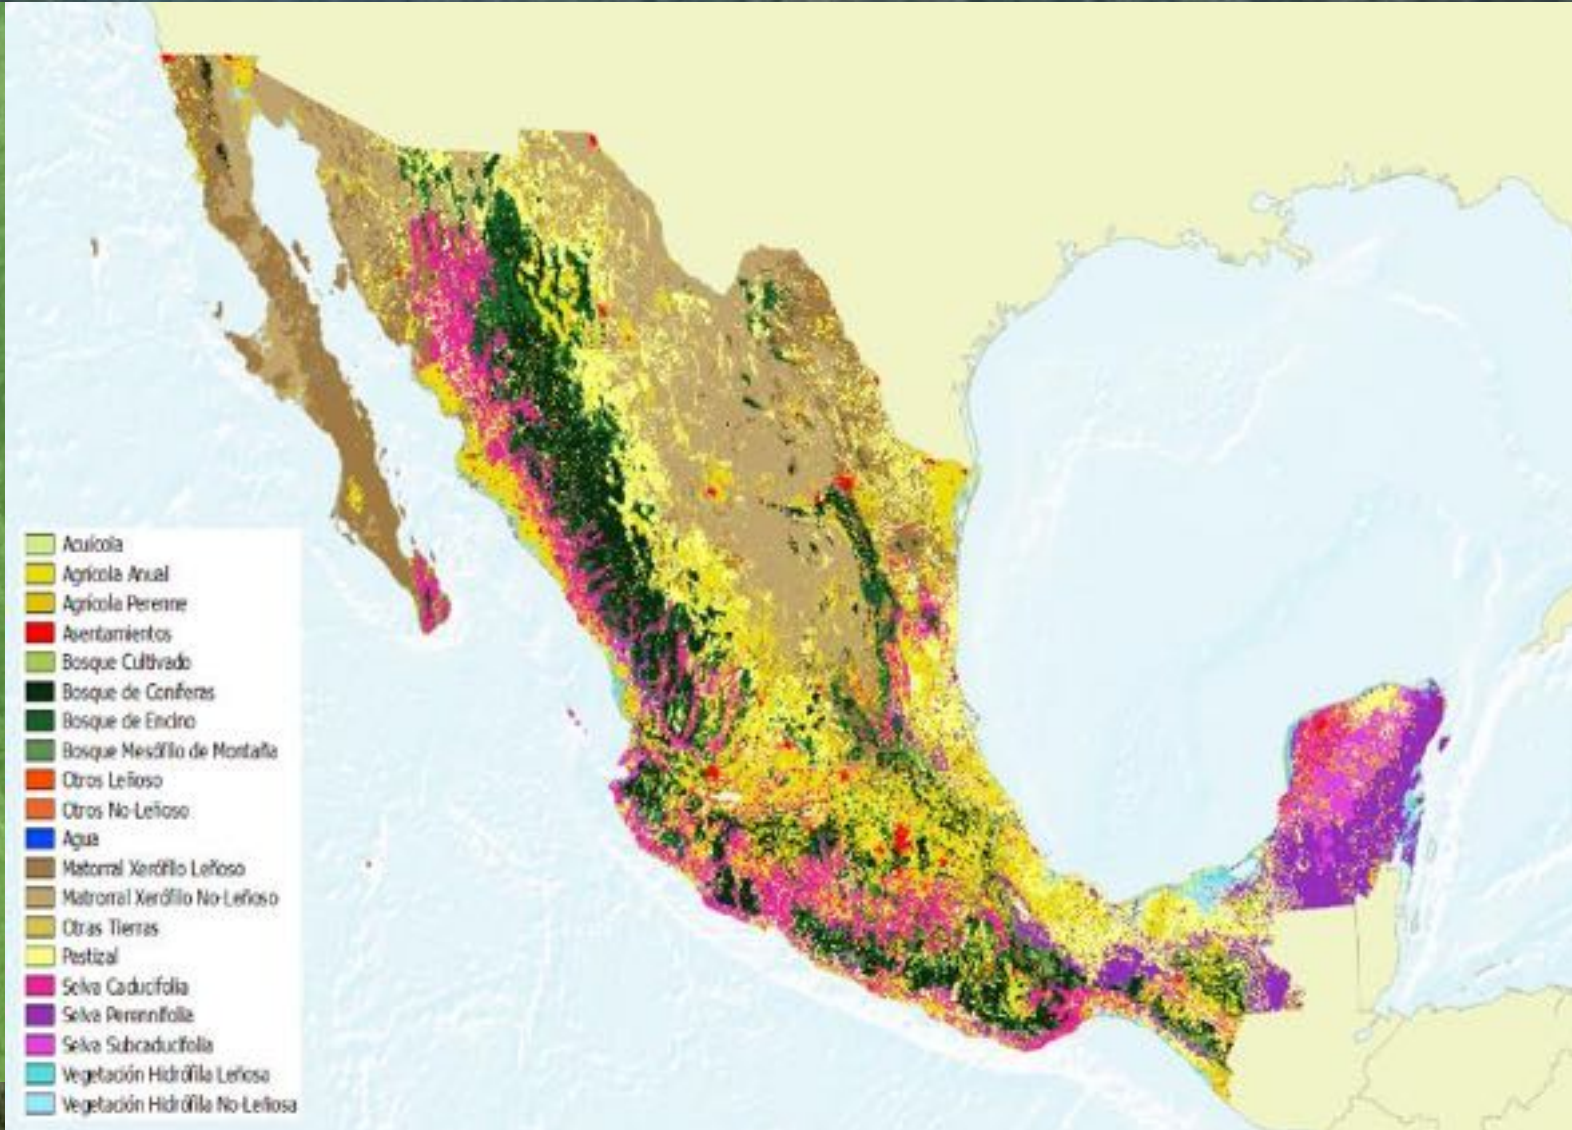 Acuícola
Agrícola Anual
Agrícola Perenne
Asentamientos
Bosque Cultivado
Bosque de Coníferas
Bosque de Encino
Bosque Mesófilo de Montaña
Otros Leñoso
Otros No-Leñoso
Agua
Matorral Xerófilo Leñoso
Matrorral Xerófilo No-Leñoso
Otras Tierras
Pastizal
Selva Caducifolia
Selva Perennifolia
Selva Subcaducifolia
Vegetación Hidrófila Leñosa
Vegetación Hidrófila No-Leñosa